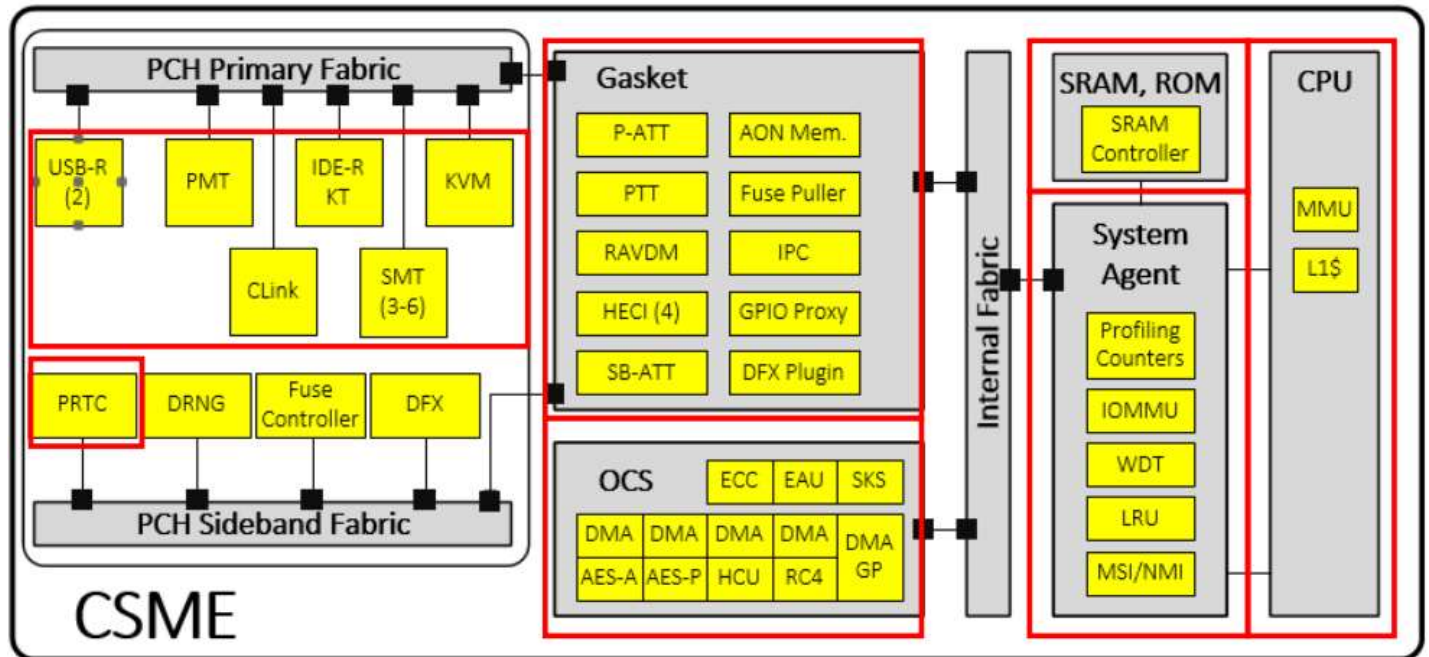 PCH Primary Fabric
USB-R
(2)
PMT
IDE-R
KT
KVM
CLink
SMT
(3-6)
PRTC
DRNG
Fuse
Controller
DFX
PCH Sideband Fabric
CSME
Gasket
P-ATT
AON Mem.
PTT
Fuse Puller
RAVDM
IPC
HECI (4)
GPIO Proxy
SB-ATT
DFX Plugin
OCS
ECC
EAU
SKS
DMA
DMA
DMA
DMA
DMA
GP
AES-A
AES-P
HCU
RC4
Internal Fabric
SRAM, ROM
SRAM
Controller
System
Agent
Profiling
Counters
IOMMU
WDT
LRU
MSI/NMI
CPU
MMU
L1$